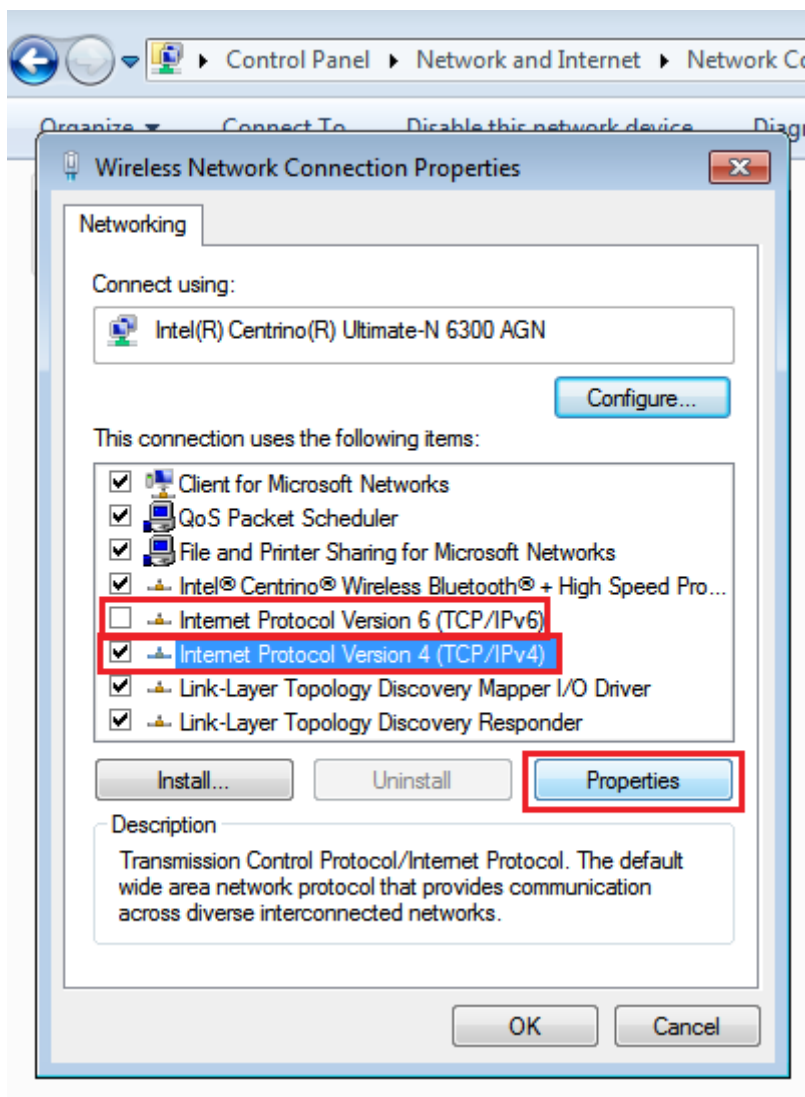 Control Panel Network and Internet Network Co
Organize Connect To Disable this network device Diagn
Wireless Network Connection Properties
Networking
Connect using:
Intel(R) Centrino(R) Ultimate-N 6300 AGN
Configure...
This connection uses the following items:
Client for Microsoft Networks
QoS Packet Scheduler
File and Printer Sharing for Microsoft Networks
Intel® Centrino® Wireless Bluetooth® + High Speed Pro...
Internet Protocol Version 6 (TCP/IPv6)
Internet Protocol Version 4 (TCP/IPv4)
Link-Layer Topology Discovery Mapper I/O Driver
Link-Layer Topology Discovery Responder
Install... Uninstall Properties
Description
Transmission Control Protocol/Internet Protocol. The default
wide area network protocol that provides communication
across diverse interconnected networks.
OK Cancel